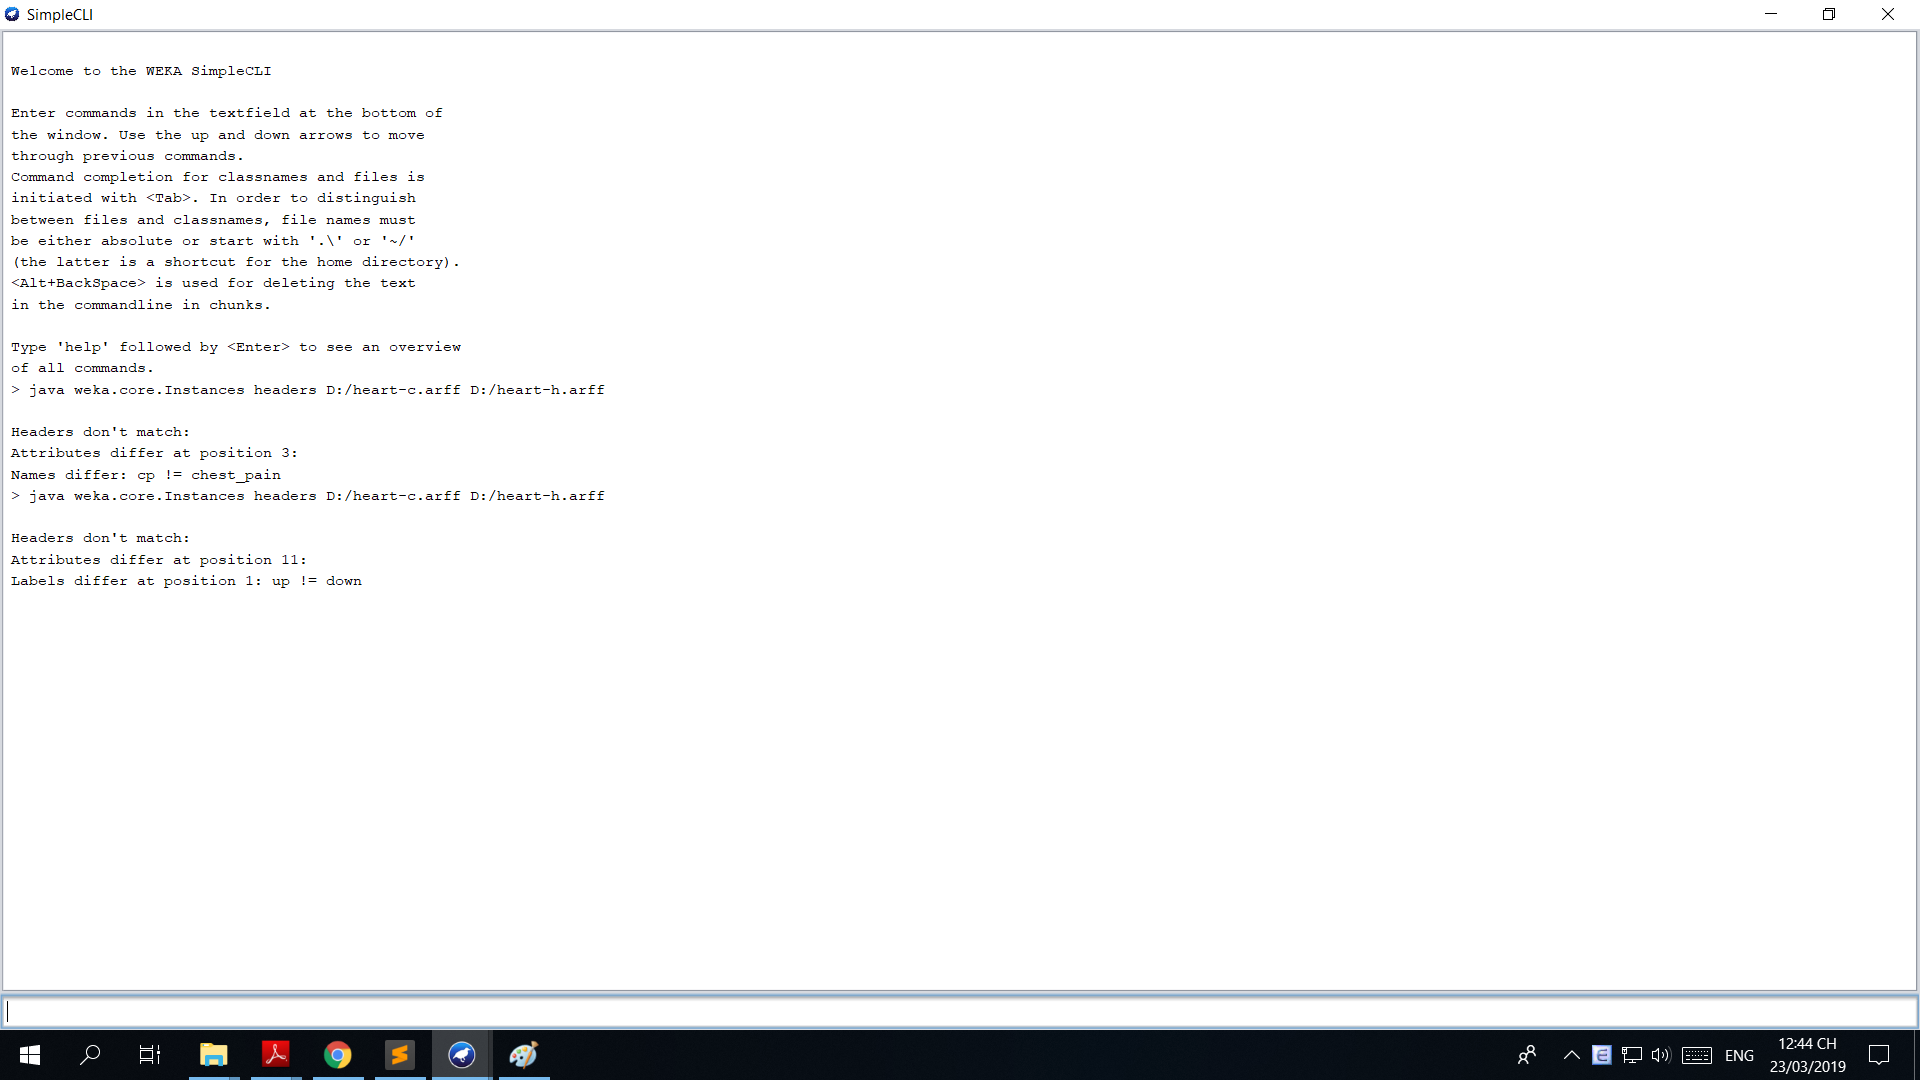 SimpleCLI
Welcome to the WEKA SimpleCLI
Enter commands in the textfield at the bottom of
the window. Use the up and down arrows to move
through previous commands.
Command completion for classnames and files is
initiated with <Tab>. In order to distinguish
between files and classnames, file names must
be either absolute or start with '.\' or '~/'
(the latter is a shortcut for the home directory).
<Alt+BackSpace> is used for deleting the text
in the commandline in chunks.
Type 'help' followed by <Enter> to see an overview
of all commands.
> java weka.core.Instances headers D:/heart-c.arff D:/heart-h.arff
Headers don't match:
Attributes differ at position 3:
Names differ: cp != chest_pain
> java weka.core.Instances headers D:/heart-c.arff D:/heart-h.arff
Headers don't match:
Attributes differ at position 11:
Labels differ at position 1: up != down
ENG
12:44 CH
23/03/2019